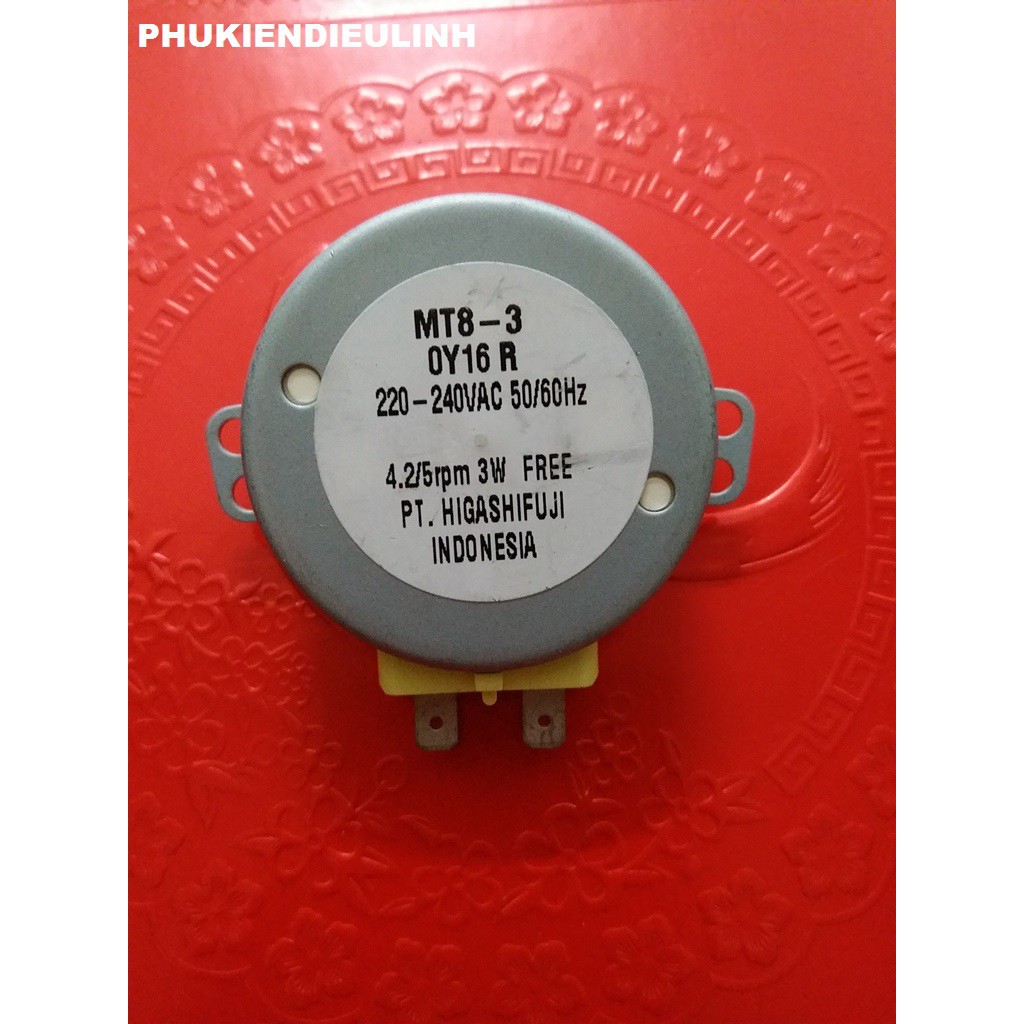 PHUKIENDIEULINH
MT8-3
0Y16 R
220-240VAC 50/60Hz
4.2/5rpm 3W FREE
PT. HIGASHIFUJI
INDONESIA